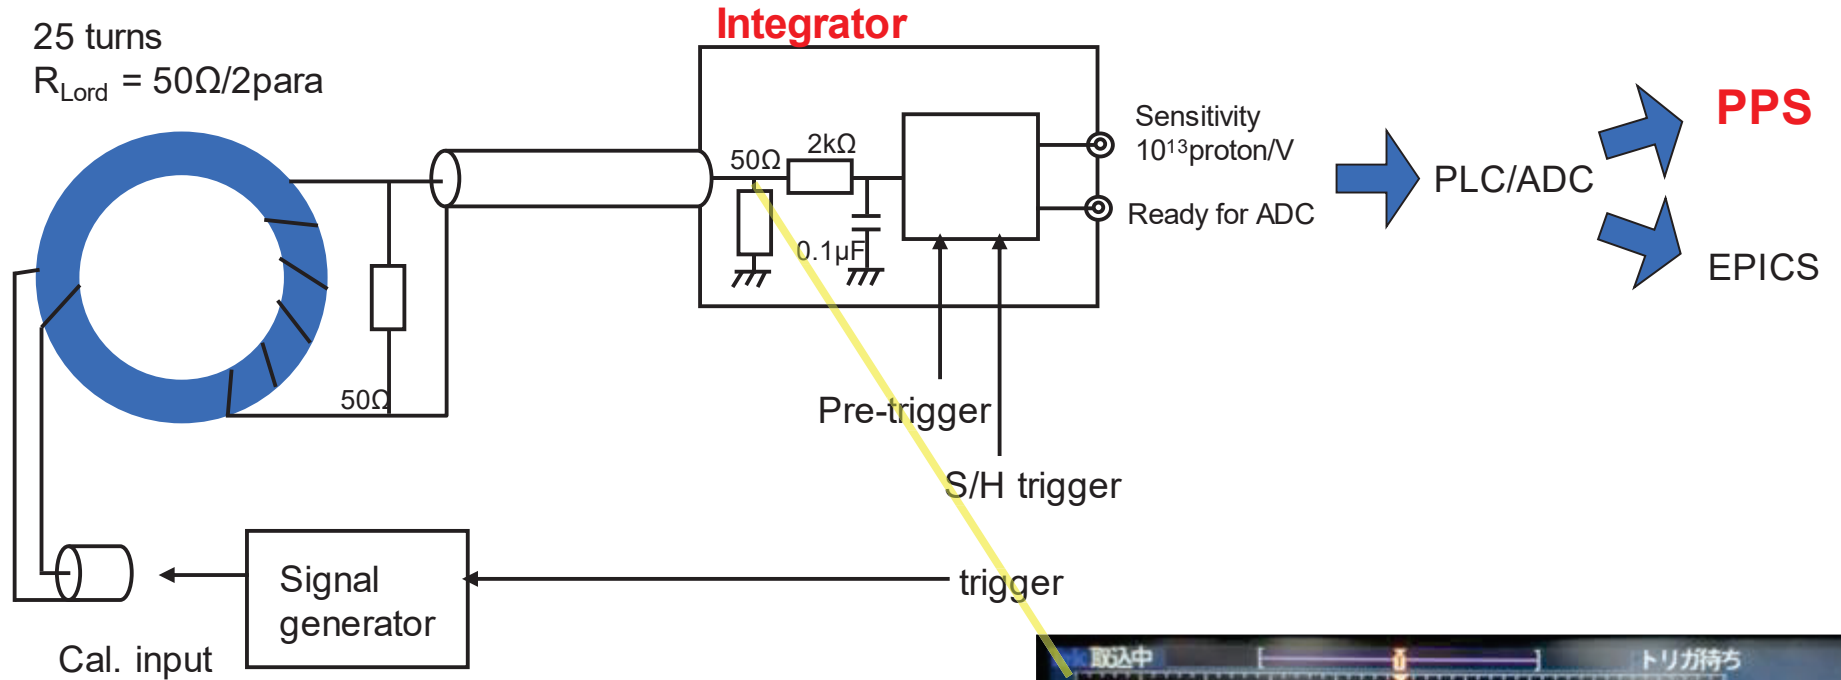 25 turns
R_Lord = 50Ω/2para
Integrator
50Ω
2kΩ
0.1µF
50Ω
Sensitivity
10¹³proton/V
Ready for ADC
PLC/ADC
PPS
EPICS
Pre-trigger
S/H trigger
trigger
Signal
generator
Cal. input
取込中
トリガ待ち